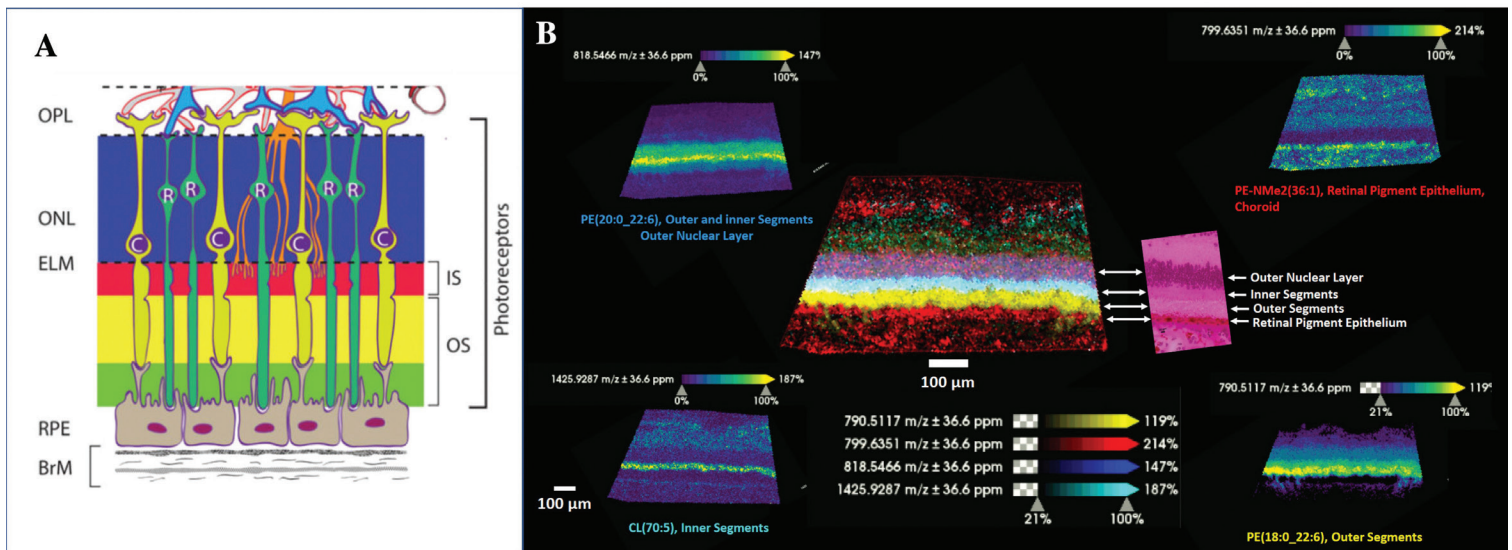 A
OPL
ONL
ELM
RPE
BrM
R
R
R
R
R
C
C
C
C
IS
OS
Photoreceptors
B
818.5466 m/z ± 36.6 ppm
147%
0%
100%
PE(20:0_22:6), Outer and inner Segments
Outer Nuclear Layer
799.6351 m/z ± 36.6 ppm
214%
0%
100%
PE-NMe2(36:1), Retinal Pigment Epithelium,
Choroid
Outer Nuclear Layer
Inner Segments
Outer Segments
Retinal Pigment Epithelium
100 µm
1425.9287 m/z ± 36.6 ppm
187%
0%
100%
100 µm
CL(70:5), Inner Segments
790.5117 m/z ± 36.6 ppm 119%
799.6351 m/z ± 36.6 ppm 214%
818.5466 m/z ± 36.6 ppm 147%
1425.9287 m/z ± 36.6 ppm 187%
21% 100%
790.5117 m/z ± 36.6 ppm
119%
21%
100%
PE(18:0_22:6), Outer Segments